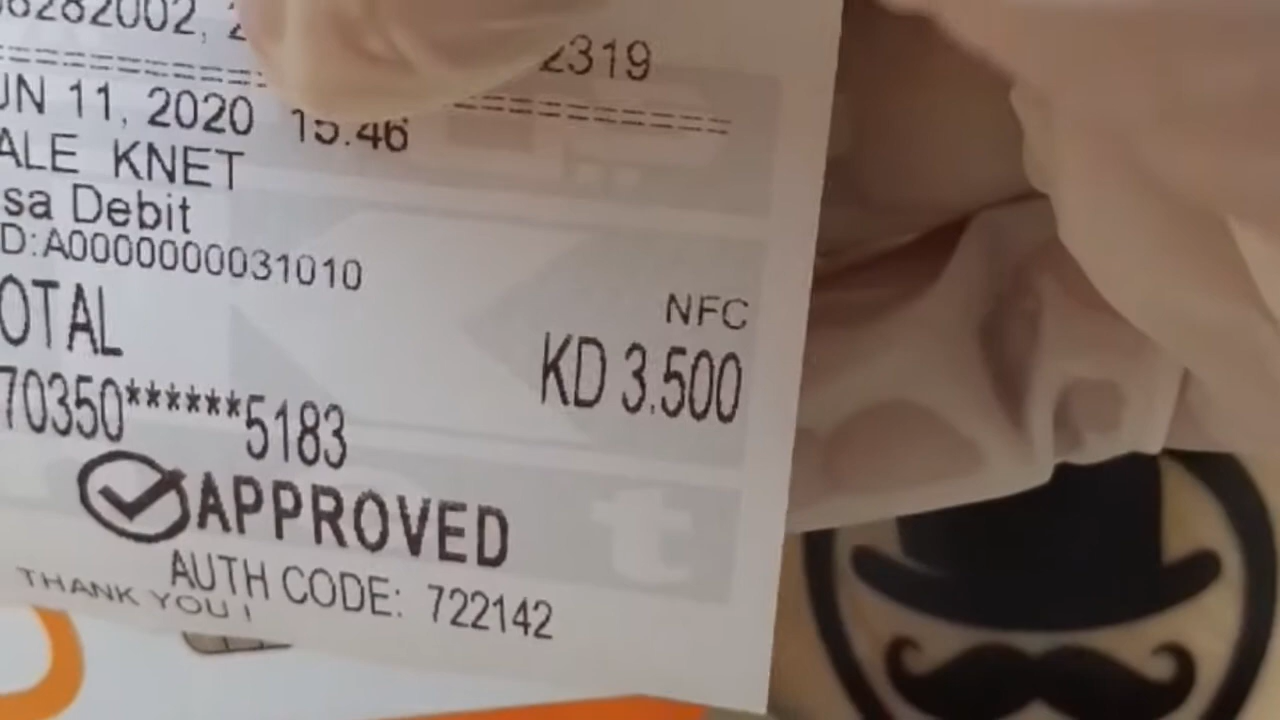 2319
UN 11, 2020 15:46
ALE KNET
sa Debit
D:A0000000031010
NFC
OTAL
KD 3.500
70350******5183
APPROVED
AUTH CODE: 722142
THANK YOU !